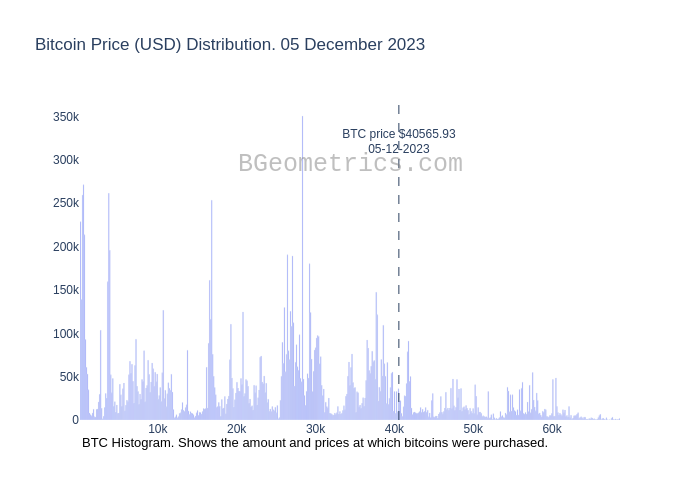 Bitcoin Price (USD) Distribution. 05 December 2023
350k
BTC price $40565.93
05-12-2023
300k
BGeometrics.com
250k
200k
150k
100k
50k
0
10k 20k 30k 40k 50k 60k
BTC Histogram. Shows the amount and prices at which bitcoins were purchased.